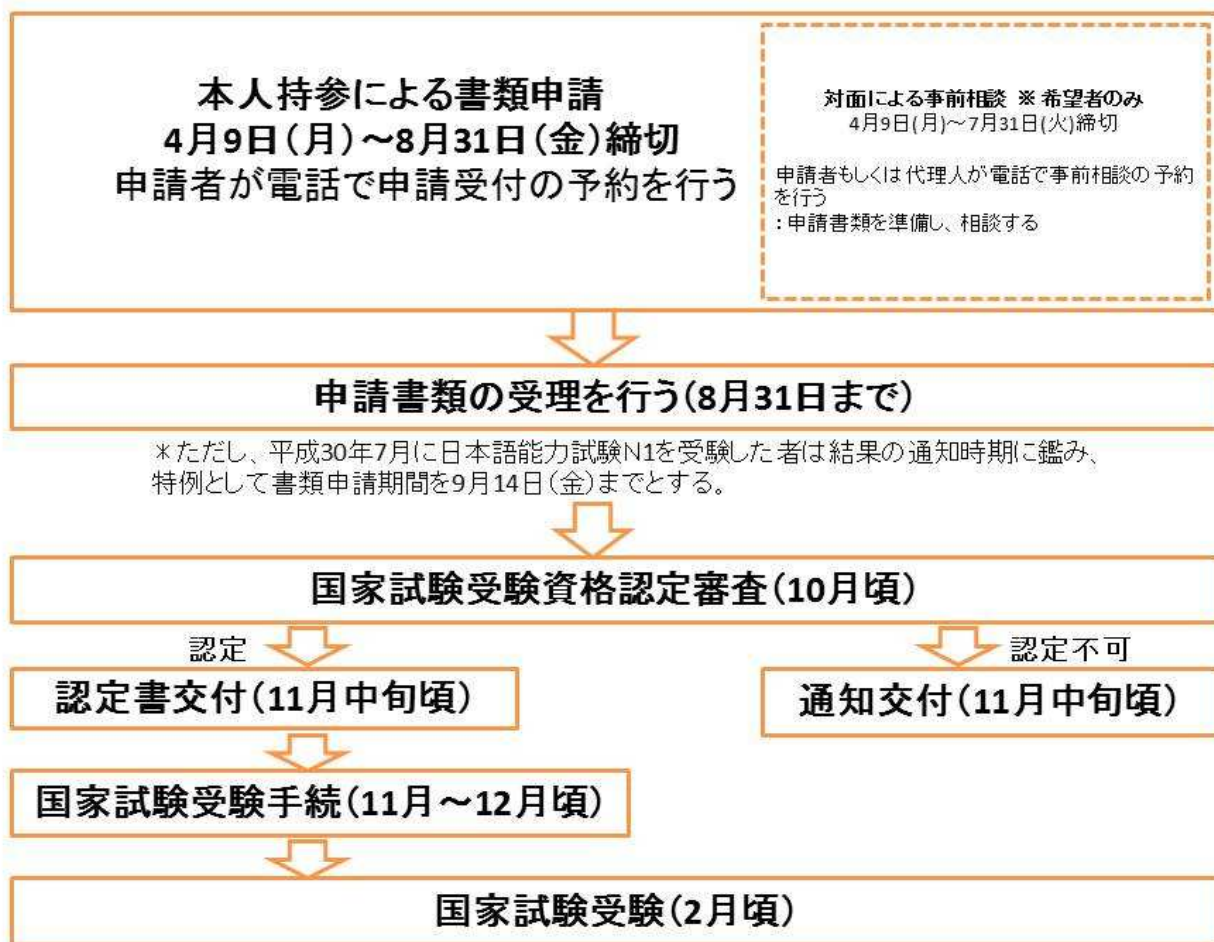 本人持参による書類申請
4月9日(月)~8月31日(金)締切
申請者が電話で申請受付の予約を行う
対面による事前相談 ※ 希望者のみ
4月9日(月)~7月31日(火)締切
申請者もしくは代理人が電話で事前相談の予約
を行う
:申請書類を準備し、相談する
申請書類の受理を行う(8月31日まで)
*ただし、平成30年7月に日本語能力試験N1を受験した者は結果の通知時期に鑑み、
特例として書類申請期間を9月14日(金)までとする。
国家試験受験資格認定審査(10月頃)
認定
認定不可
認定書交付(11月中旬頃)
通知交付(11月中旬頃)
国家試験受験手続(11月~12月頃)
国家試験受験(2月頃)